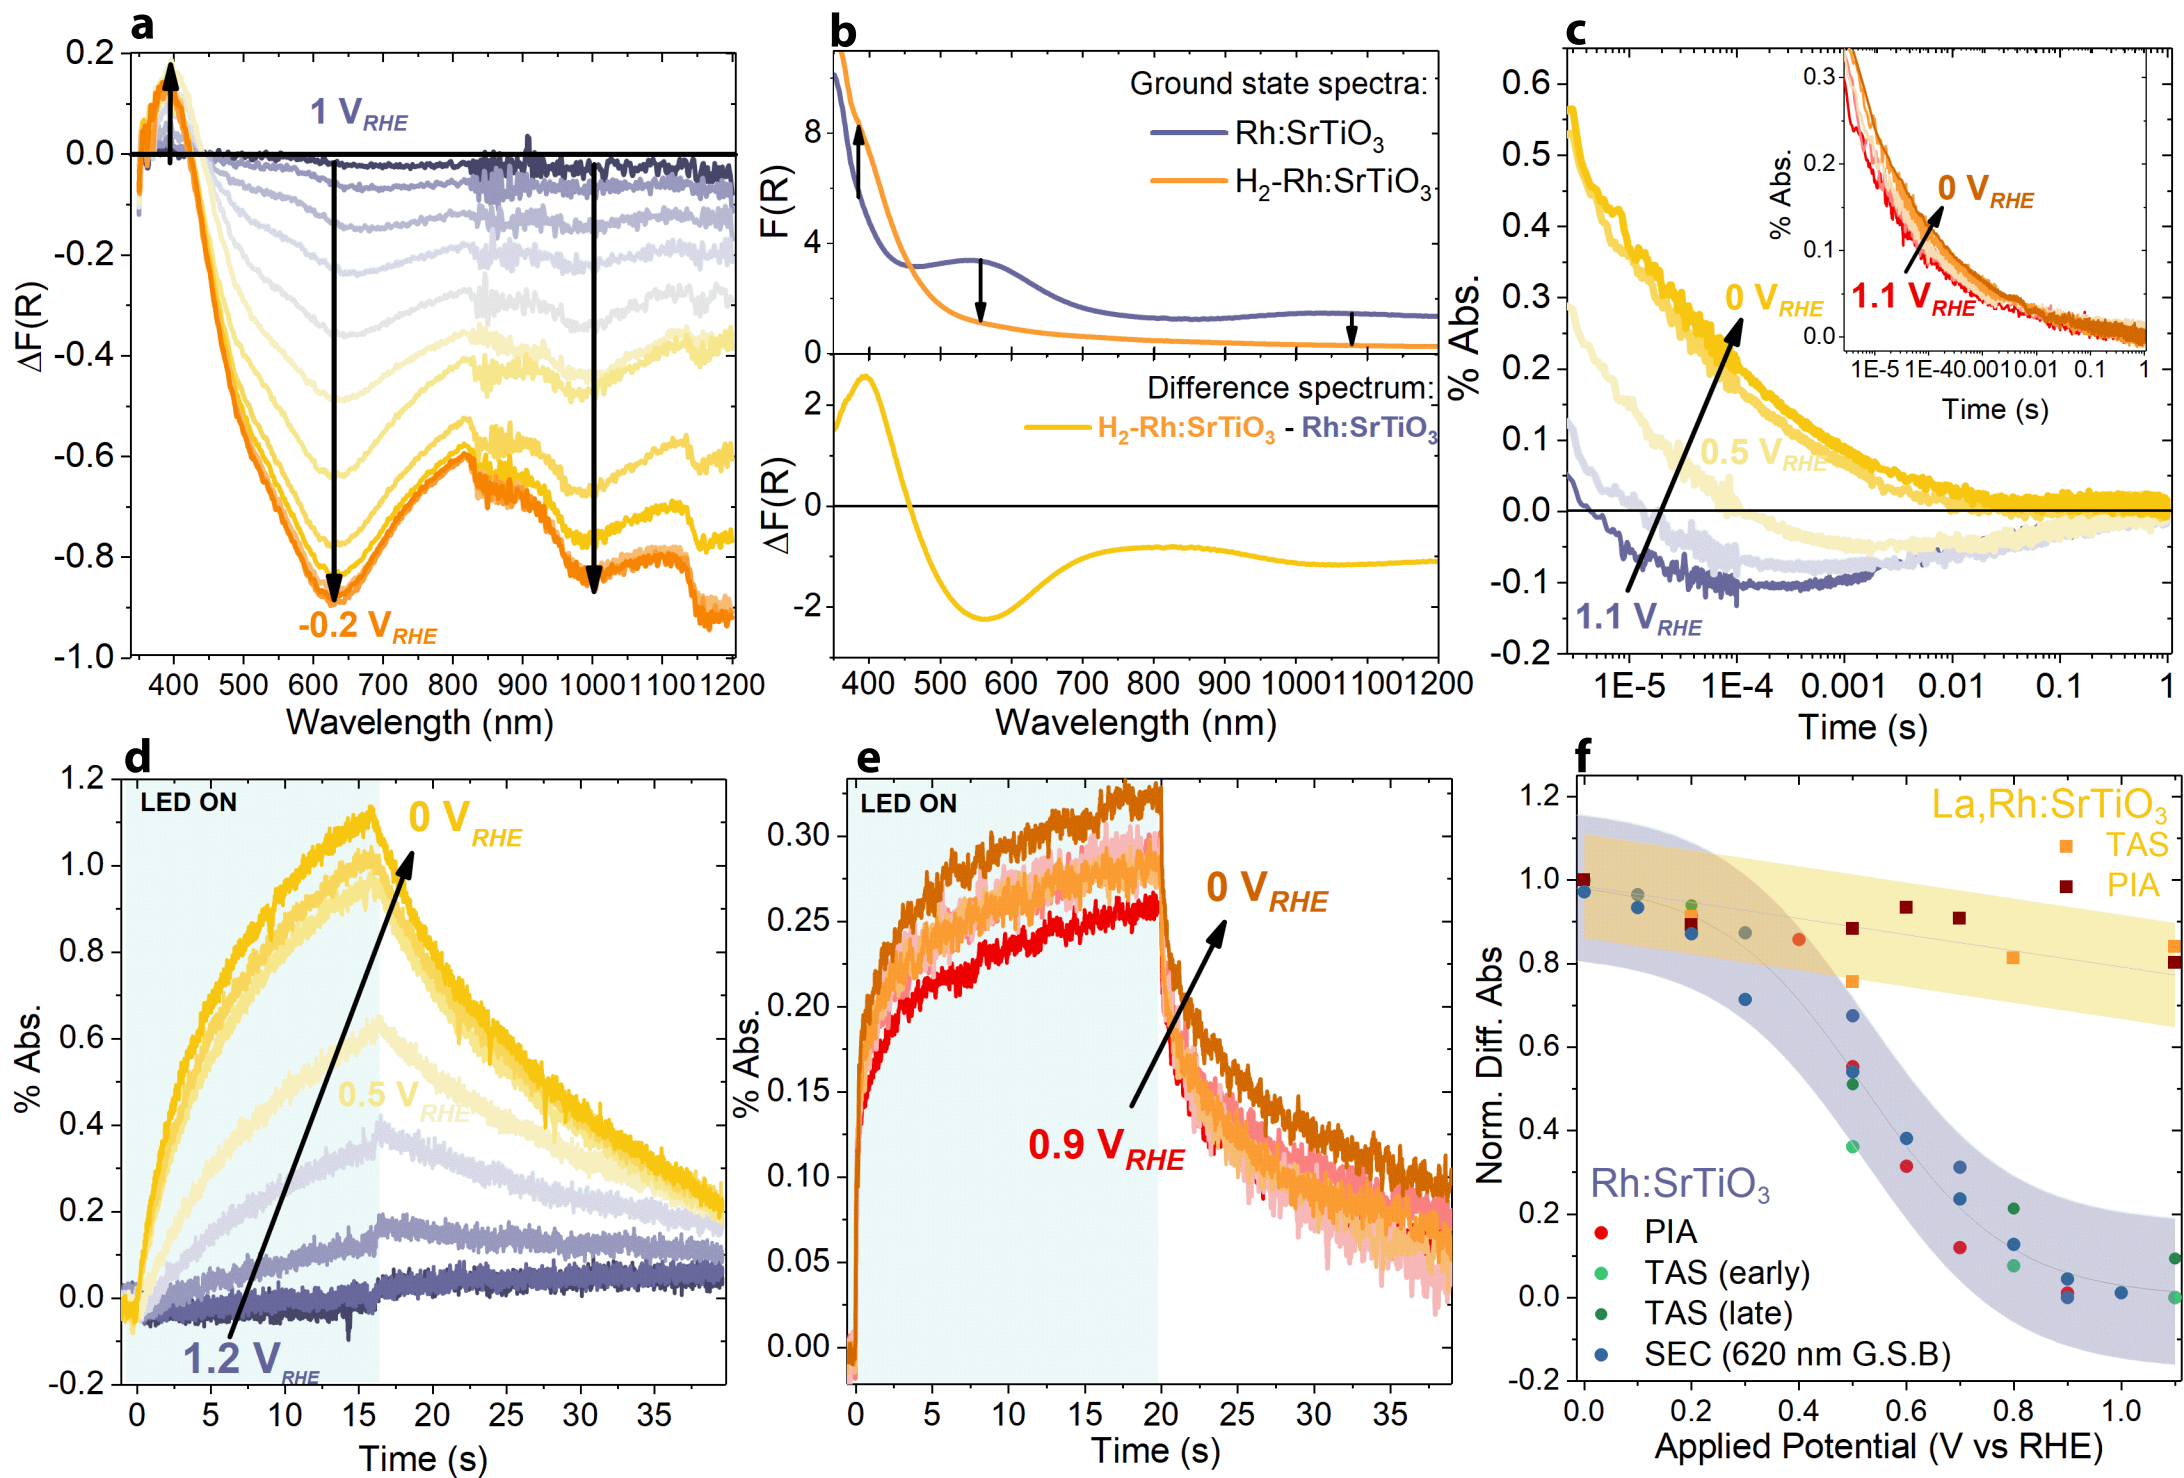 a
0.2
0.0
-0.2
-0.4
-0.6
-0.8
-1.0
ΔF(R)
1 VRHE
-0.2 VRHE
400 500 600 700 800 900 1000 1100 1200
Wavelength (nm)
b
8
4
0
F(R)
Ground state spectra:
Rh:SrTiO3
H2-Rh:SrTiO3
Difference spectrum:
H2-Rh:SrTiO3 - Rh:SrTiO3
2
0
-2
ΔF(R)
400 500 600 700 800 900 1000 1100 1200
Wavelength (nm)
c
0.6
0.5
0.4
0.3
0.2
0.1
0.0
-0.1
-0.2
% Abs.
0 VRHE
0.5 VRHE
1.1 VRHE
1E-5 1E-4 0.001 0.01 0.1 1
Time (s)
0.3
0.2
0.1
0.0
% Abs.
0 VRHE
1.1 VRHE
1E-5 1E-4 0.001 0.01 0.1 1
Time (s)
d
1.2
1.0
0.8
0.6
0.4
0.2
0.0
-0.2
% Abs.
LED ON
0 VRHE
0.5 VRHE
1.2 VRHE
0 5 10 15 20 25 30 35
Time (s)
e
0.30
0.25
0.20
0.15
0.10
0.05
0.00
% Abs.
LED ON
0 VRHE
0.9 VRHE
0 5 10 15 20 25 30 35
Time (s)
f
1.2
1.0
0.8
0.6
0.4
0.2
0.0
-0.2
Norm. Diff. Abs
La,Rh:SrTiO3
TAS
PIA
Rh:SrTiO3
PIA
TAS (early)
TAS (late)
SEC (620 nm G.S.B)
0.0 0.2 0.4 0.6 0.8 1.0
Applied Potential (V vs RHE)